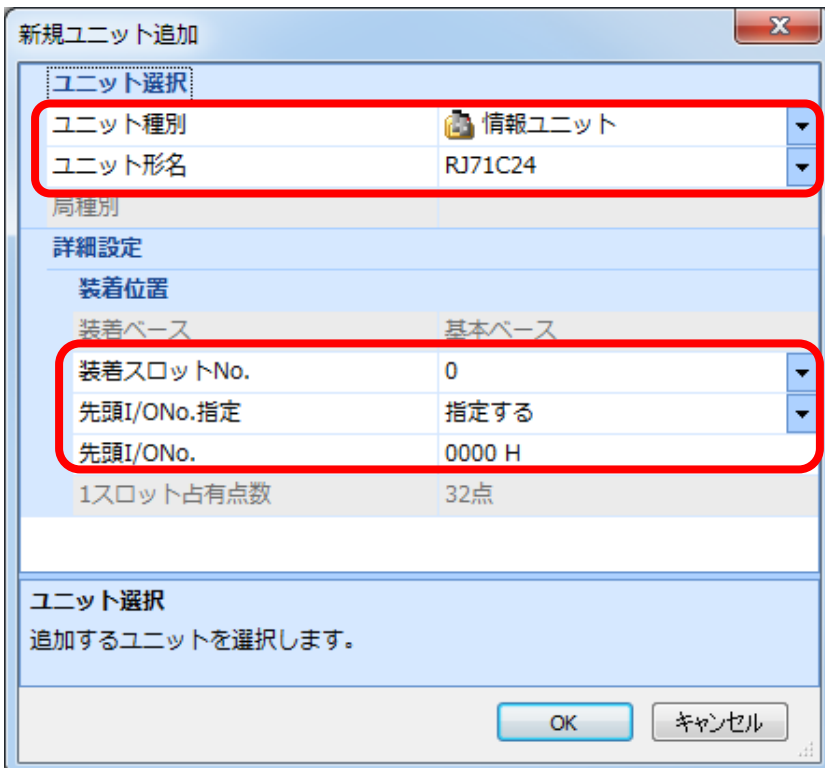 新規ユニット追加
ユニット選択
ユニット種別 情報ユニット
ユニット形名 RJ71C24
局種別
詳細設定
装着位置
装着ベース 基本ベース
装着スロットNo. 0
先頭I/ONo.指定 指定する
先頭I/ONo. 0000 H
1スロット占有点数 32点
ユニット選択
追加するユニットを選択します。
OK キャンセル